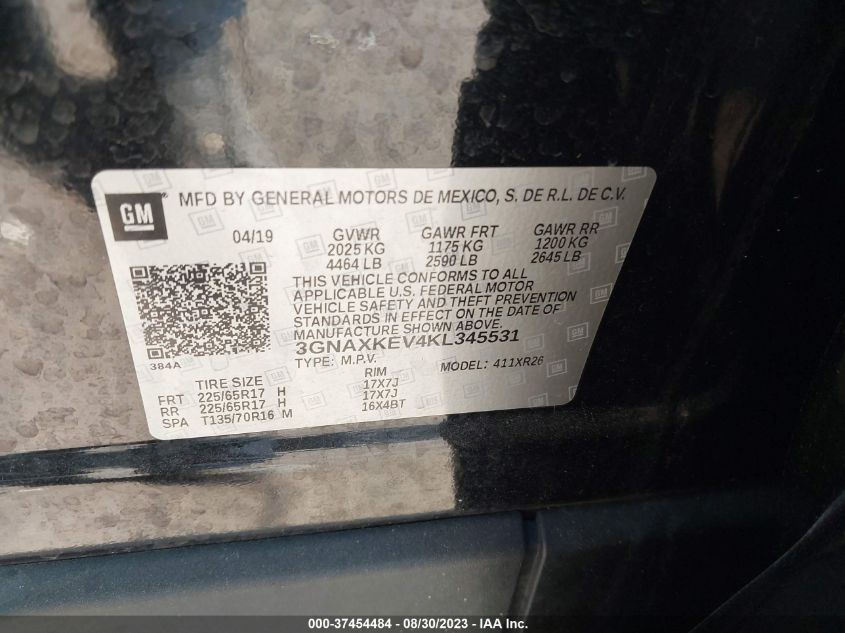 GM ® MFD BY GENERAL MOTORS DE MEXICO, S. DE R.L. DE C.V.
04/19 GVWR GAWR FRT GAWR RR
2025 KG 1175 KG 1200 KG
4464 LB 2590 LB 2645 LB
THIS VEHICLE CONFORMS TO ALL
APPLICABLE U.S. FEDERAL MOTOR
VEHICLE SAFETY AND THEFT PREVENTION
STANDARDS IN EFFECT ON THE DATE OF
MANUFACTURE SHOWN ABOVE.
384A
3GNAXKEV4KL345531
TYPE: M.P.V. MODEL: 411XR26
TIRE SIZE RIM
FRT 225/65R17 H 17X7J
RR 225/65R17 H 17X7J
SPA T135/70R16 M 16X4BT
000-37454484 - 08/30/2023 - © IAA Inc.